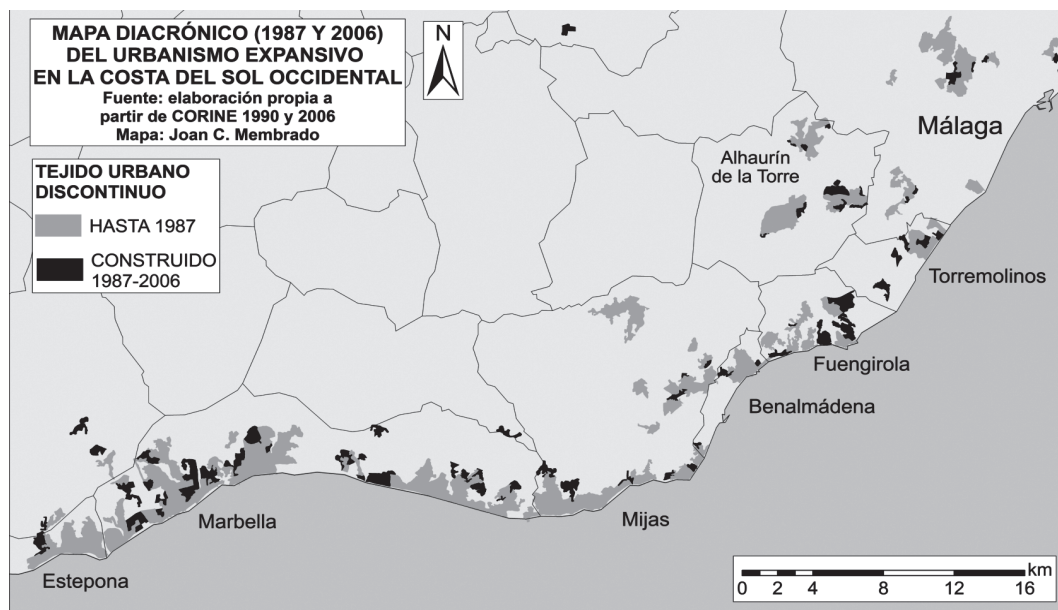 MAPA DIACRÓNICO (1987 Y 2006)
DEL URBANISMO EXPANSIVO
EN LA COSTA DEL SOL OCCIDENTAL
Fuente: elaboración propia a
partir de CORINE 1990 y 2006
Mapa: Joan C. Membrado
N
TEJIDO URBANO
DISCONTINUO
HASTA 1987
CONSTRUIDO
1987-2006
Málaga
Alhaurín
de la Torre
Torremolinos
Fuengirola
Benalmádena
Mijas
Marbella
Estepona
km
0 2 4 8 12 16